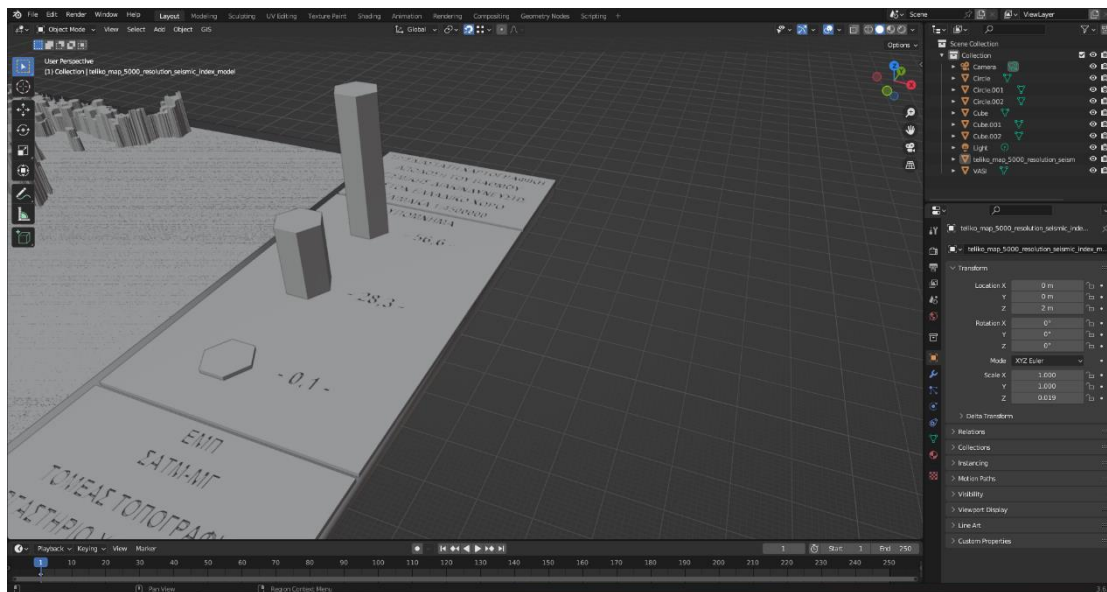 File Edit Render Window Help Layout Modeling Sculpting UV Editing Texture Paint Shading Animation Rendering Compositing Geometry Nodes Scripting + Scene ViewLayer
Object Mode View Select Add Object GIS Global
Options
User Perspective
(1) Collection | teliko_map_5000_resolution_seismic_index_model
X
Y
Z
ΥΠΟΜΝΗΜΑ
- 56,6 -
- 28,3 -
- 0,1 -
ΕΜΠ
ΣΑΤΜ-ΜΓ
ΤΟΜΕΑΣ ΤΟΠΟΓΡΑΦΙ
Scene Collection
Collection
Camera
Circle
Circle.001
Circle.002
Cube
Cube.001
Cube.002
Light
teliko_map_5000_resolution_seism
VASI
teliko_map_5000_resolution_seismic_inde...
teliko_map_5000_resolution_seismic_index_m...
Transform
Location X 0 m
Y 0 m
Z 2 m
Rotation X 0°
Y 0°
Z 0°
Mode XYZ Euler
Scale X 1.000
Y 1.000
Z 0.019
Delta Transform
Relations
Collections
Instancing
Motion Paths
Visibility
Viewport Display
Line Art
Custom Properties
Playback Keying View Marker 1 Start 1 End 250
1 10 20 30 40 50 60 70 80 90 100 110 120 130 140 150 160 170 180 190 200 210 220 230 240 250
Pan View Region Context Menu